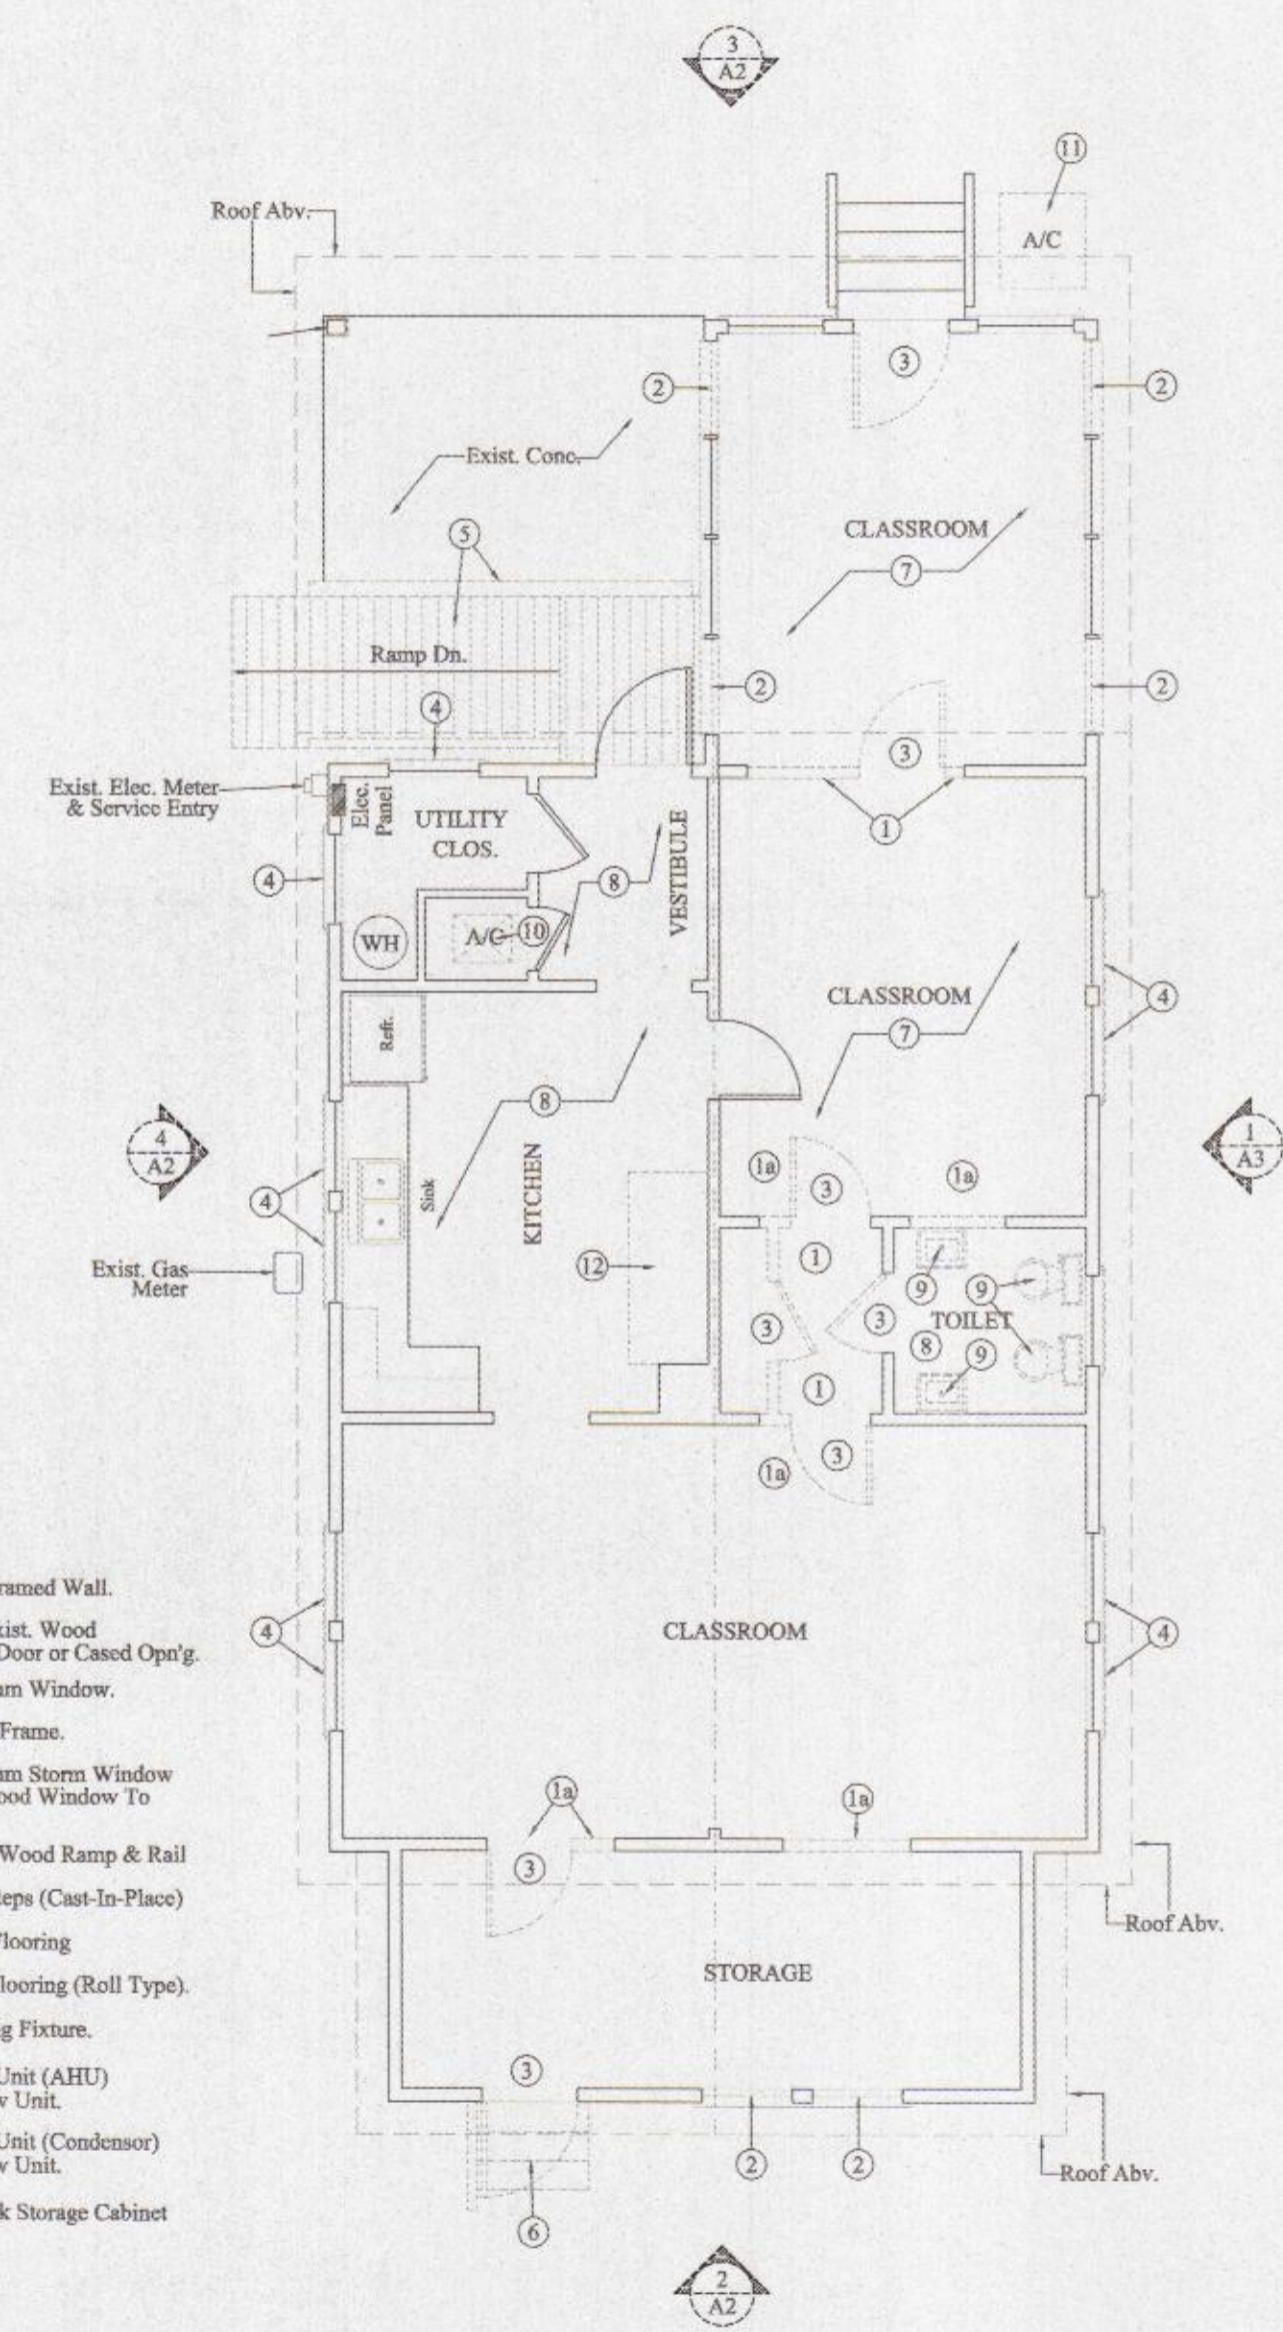 3
A2
11
Roof Abv.
A/C
3
2
2
Exist. Conc.
CLASSROOM
5
7
Ramp Dn.
2
2
4
3
Exist. Elec. Meter
& Service Entry
Elec.
Panel
UTILITY
CLOS.
1
VESTIBULE
4
8
WH
A/C
10
CLASSROOM
4
7
Refr.
8
4
A2
1
A3
KITCHEN
1a
3
1a
Sink
4
1
Exist. Gas
Meter
12
9
9
3
3
TOILET
8
9
1
3
1a
ramed Wall.
xist. Wood
Door or Cased Opn'g.
4
CLASSROOM
4
um Window.
Frame.
um Storm Window
ood Window To
1a
1a
Wood Ramp & Rail
3
teps (Cast-In-Place)
Roof Abv.
Flooring
STORAGE
looring (Roll Type).
g Fixture.
3
Unit (AHU)
w Unit.
Unit (Condensor)
w Unit.
2
2
Roof Abv.
k Storage Cabinet
6
2
A2